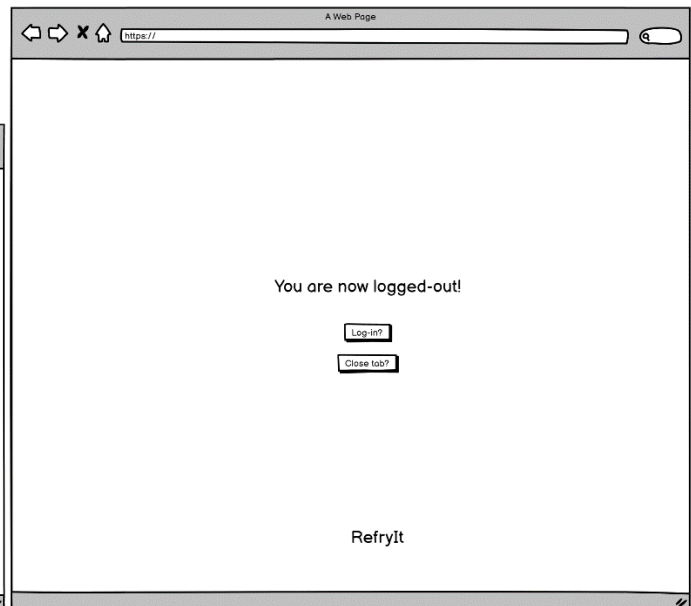 A Web Page
https://
You are now logged-out!
Log-in?
Close tab?
RefryIt